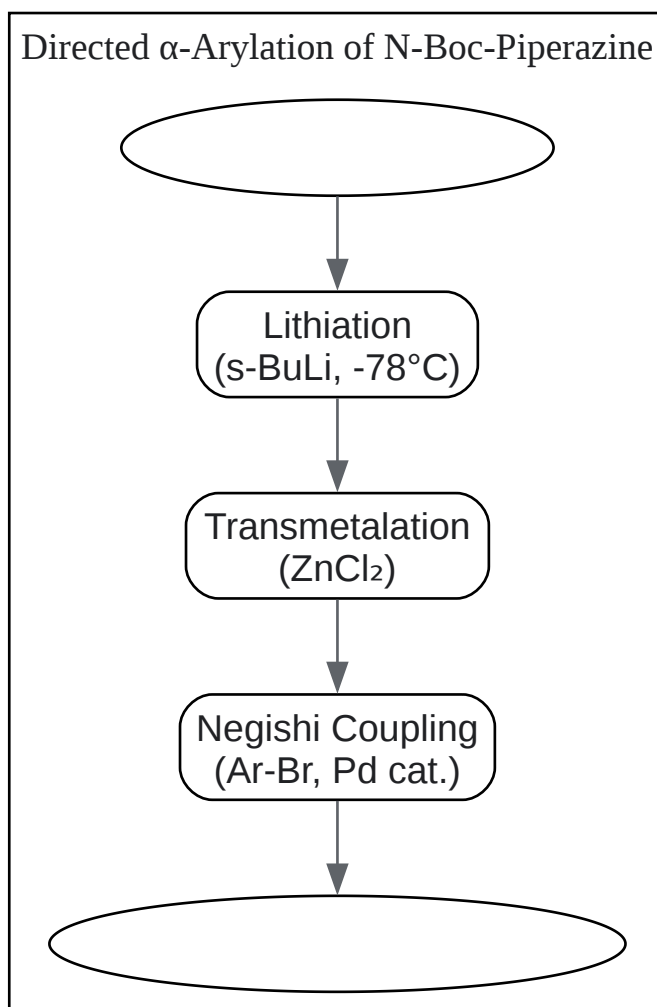 Directed α-Arylation of N-Boc-Piperazine
Lithiation
(s-BuLi, -78°C)
Transmetalation
(ZnCl₂)
Negishi Coupling
(Ar-Br, Pd cat.)